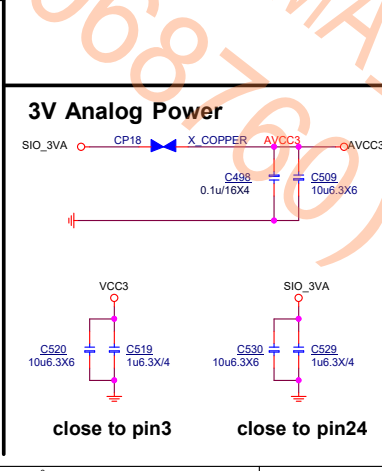 3V Analog Power
SIO_3VA CP18 X_COPPER AVCC3 AVCC3
C498 C509
0.1u/16X4 10u6.3X6
VCC3 SIO_3VA
C520 C519 C530 C529
10u6.3X6 1u6.3X/4 10u6.3X6 1u6.3X/4
close to pin3 close to pin24